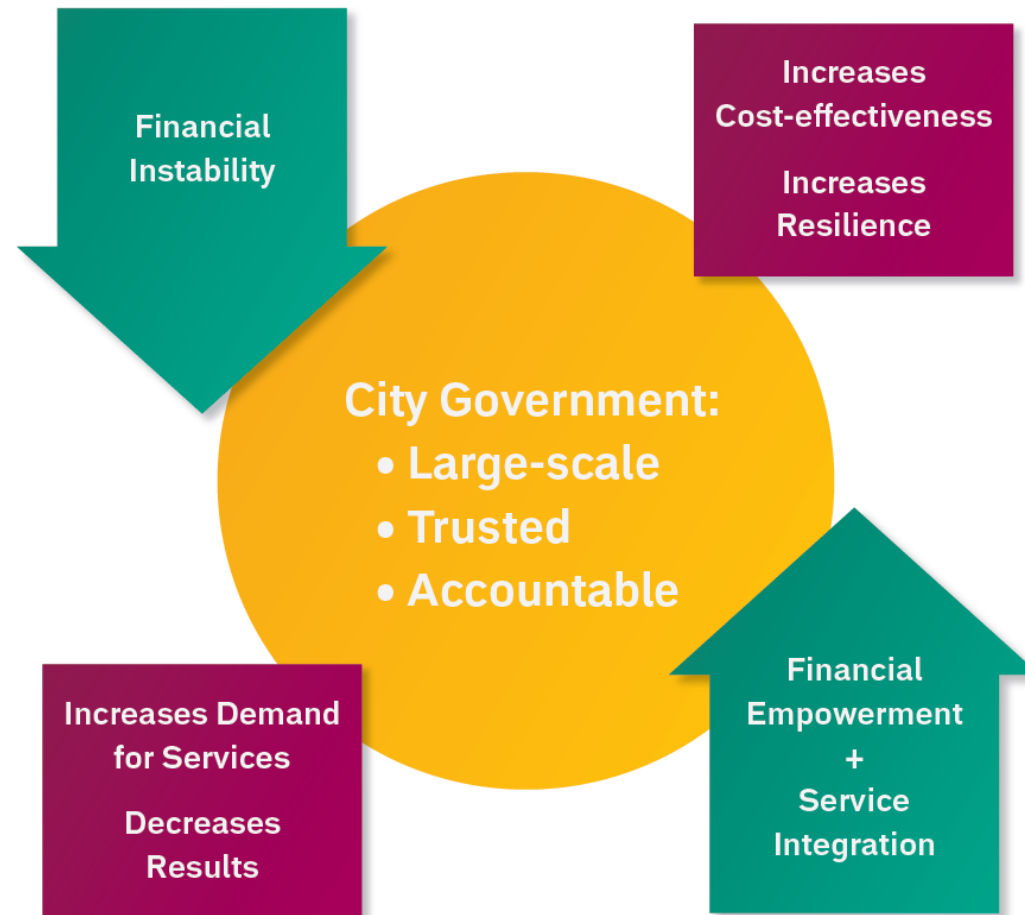 Financial
Instability
Increases
Cost-effectiveness
Increases
Resilience
City Government:
• Large-scale
• Trusted
• Accountable
Increases Demand
for Services
Decreases
Results
Financial
Empowerment
+
Service
Integration